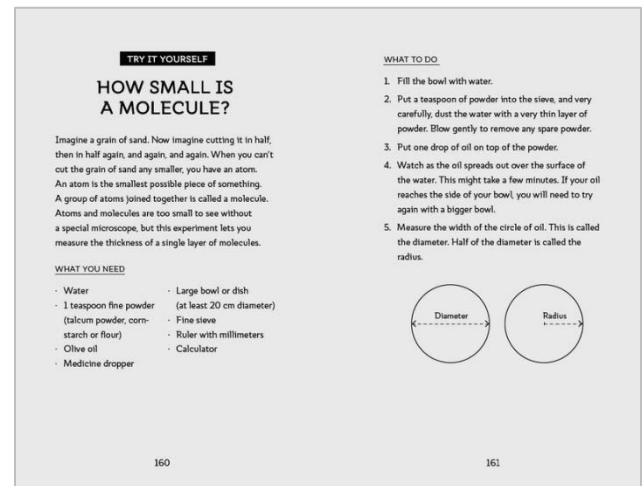 TRY IT YOURSELF
HOW SMALL IS
A MOLECULE?
Imagine a grain of sand. Now imagine cutting it in half,
then in half again, and again, and again. When you can't
cut the grain of sand any smaller, you have an atom.
An atom is the smallest possible piece of something.
A group of atoms joined together is called a molecule.
Atoms and molecules are too small to see without
a special microscope, but this experiment lets you
measure the thickness of a single layer of molecules.
WHAT YOU NEED
· Water
· 1 teaspoon fine powder
(talcum powder, corn-
starch or flour)
· Olive oil
· Medicine dropper
· Large bowl or dish
(at least 20 cm diameter)
· Fine sieve
· Ruler with millimeters
· Calculator
160
WHAT TO DO
1. Fill the bowl with water.
2. Put a teaspoon of powder into the sieve, and very
carefully, dust the water with a very thin layer of
powder. Blow gently to remove any spare powder.
3. Put one drop of oil on top of the powder.
4. Watch as the oil spreads out over the surface of
the water. This might take a few minutes. If your oil
reaches the side of your bowl, you will need to try
again with a bigger bowl.
5. Measure the width of the circle of oil. This is called
the diameter. Half of the diameter is called the
radius.
Diameter
Radius
161